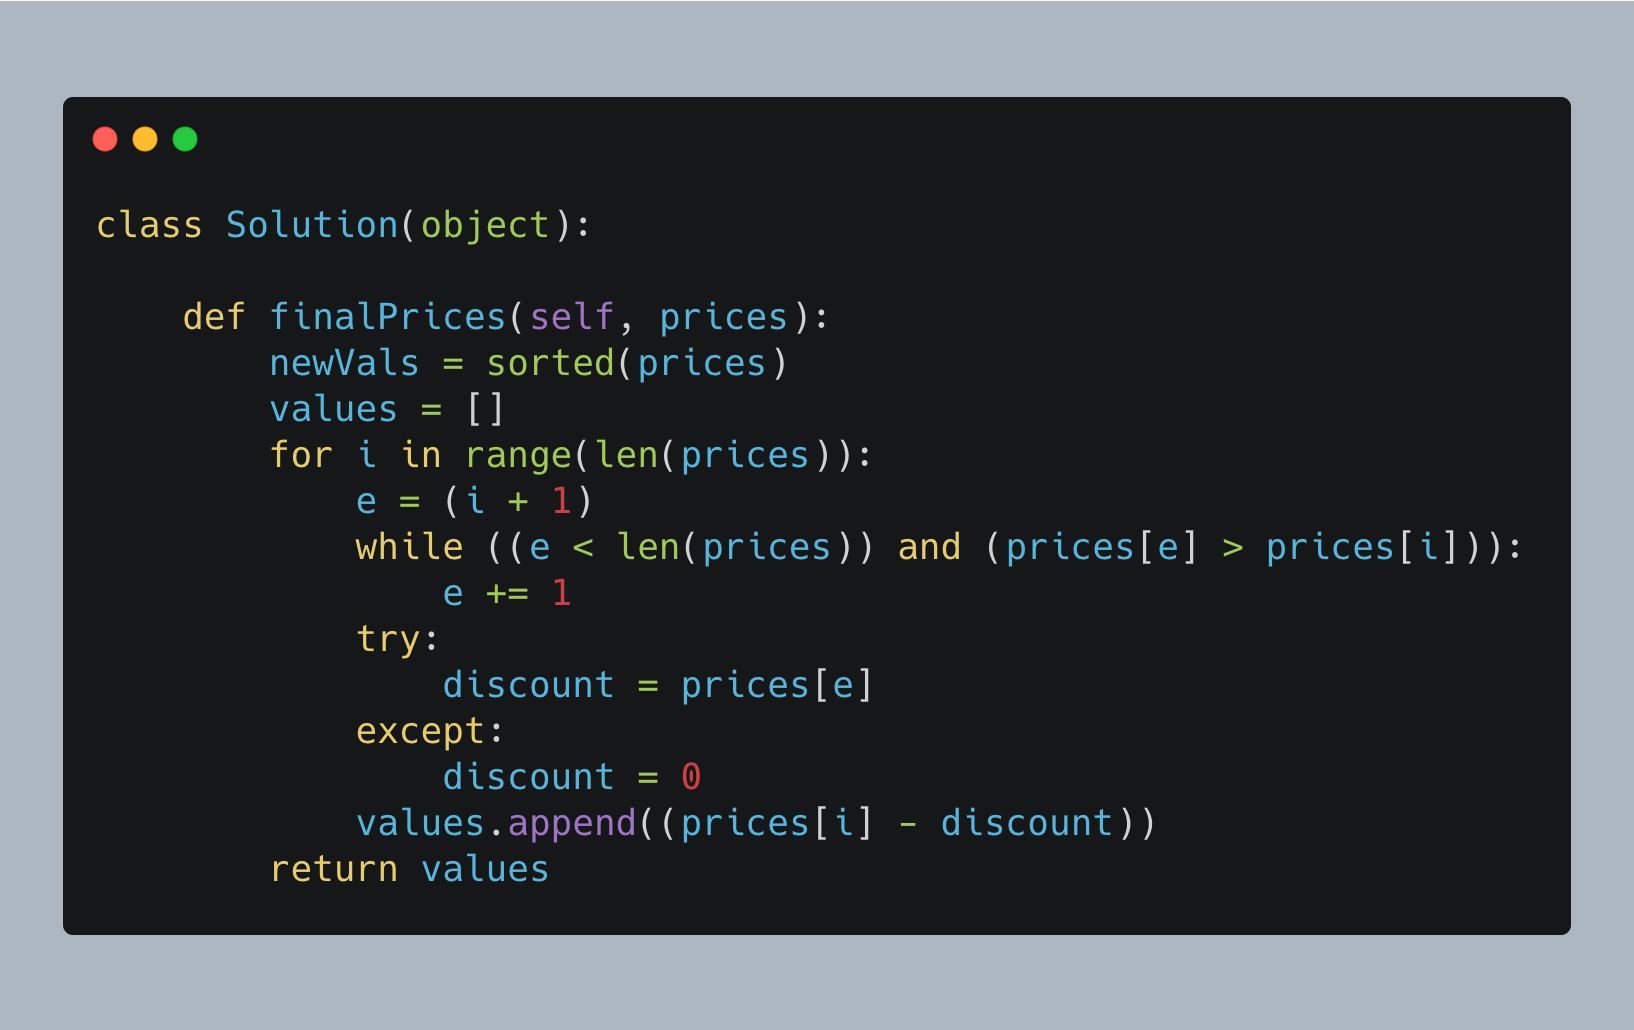 class Solution(object):
    def finalPrices(self, prices):
        newVals = sorted(prices)
        values = []
        for i in range(len(prices)):
            e = (i + 1)
            while ((e < len(prices)) and (prices[e] > prices[i])):
                e += 1
            try:
                discount = prices[e]
            except:
                discount = 0
            values.append((prices[i] - discount))
        return values